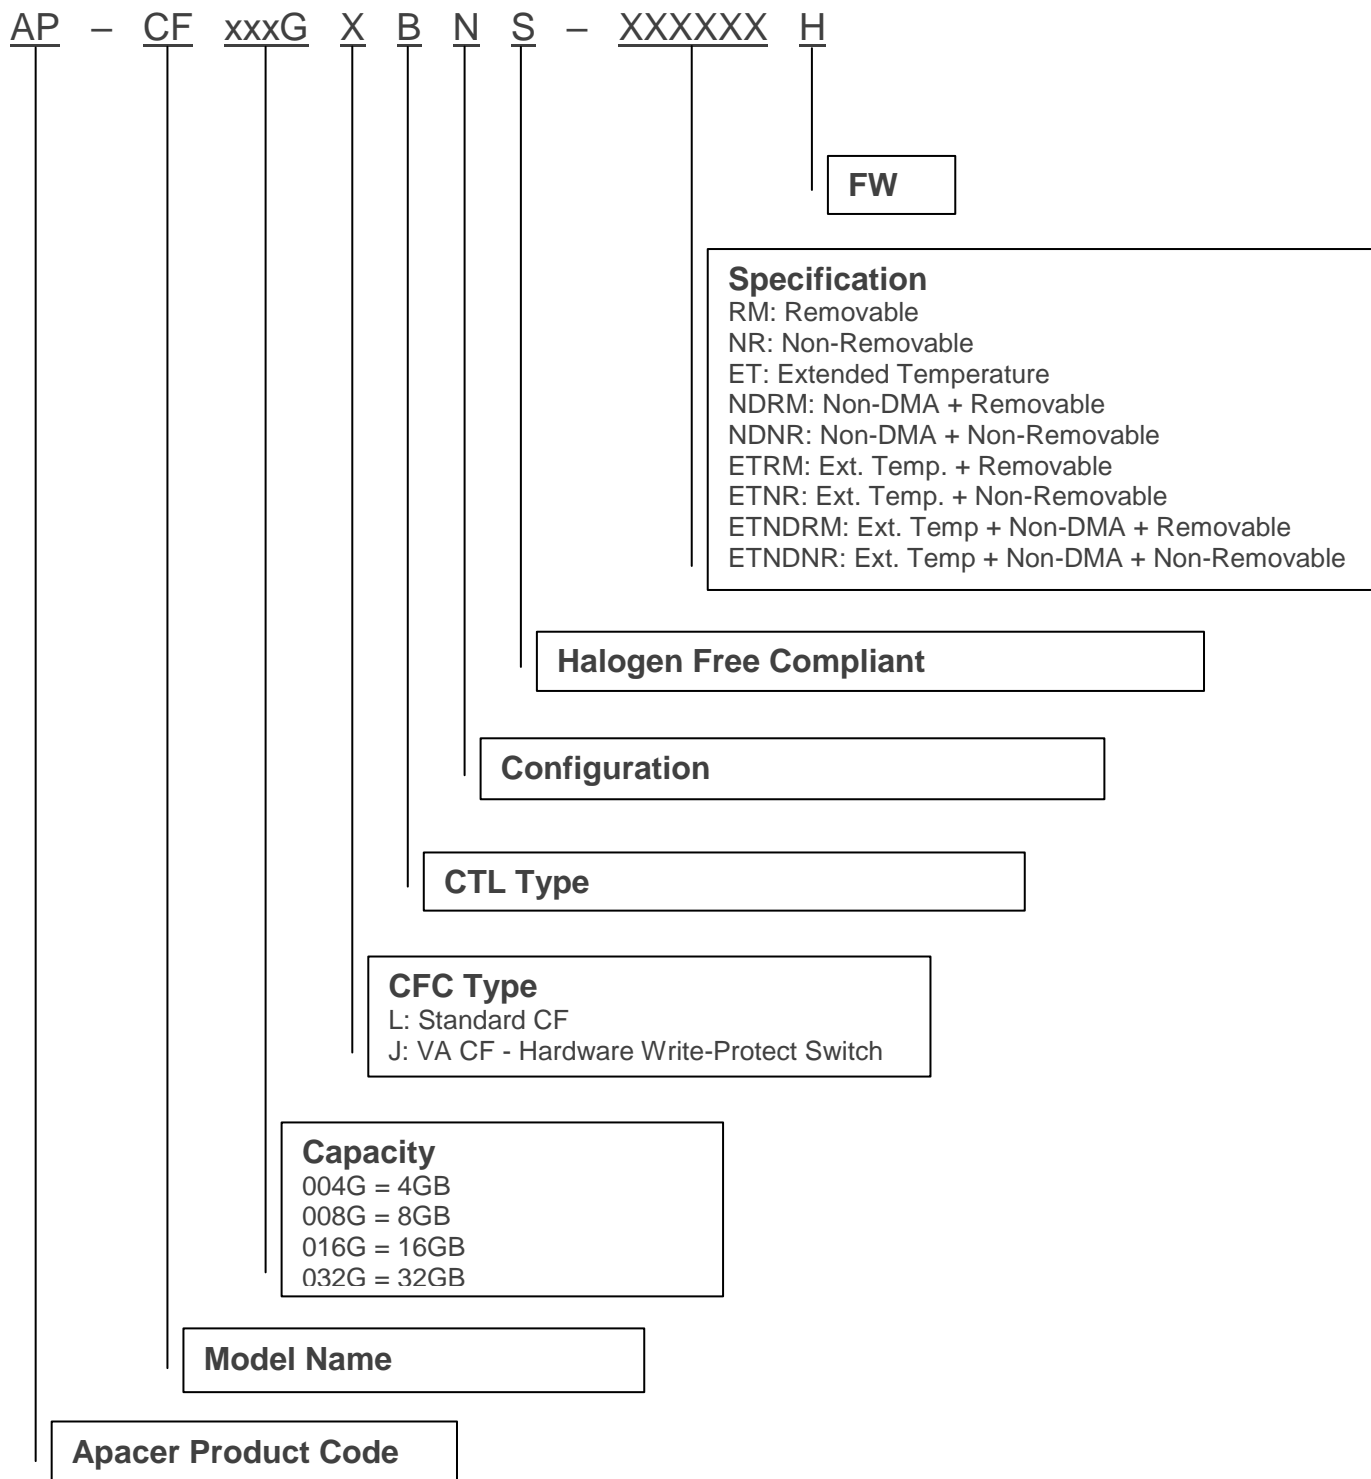 AP – CF xxxG X B N S – XXXXXX H
FW
Specification
RM: Removable
NR: Non-Removable
ET: Extended Temperature
NDRM: Non-DMA + Removable
NDNR: Non-DMA + Non-Removable
ETRM: Ext. Temp. + Removable
ETNR: Ext. Temp. + Non-Removable
ETNDRM: Ext. Temp + Non-DMA + Removable
ETNDNR: Ext. Temp + Non-DMA + Non-Removable
Halogen Free Compliant
Configuration
CTL Type
CFC Type
L: Standard CF
J: VA CF - Hardware Write-Protect Switch
Capacity
004G = 4GB
008G = 8GB
016G = 16GB
032G = 32GB
Model Name
Apacer Product Code